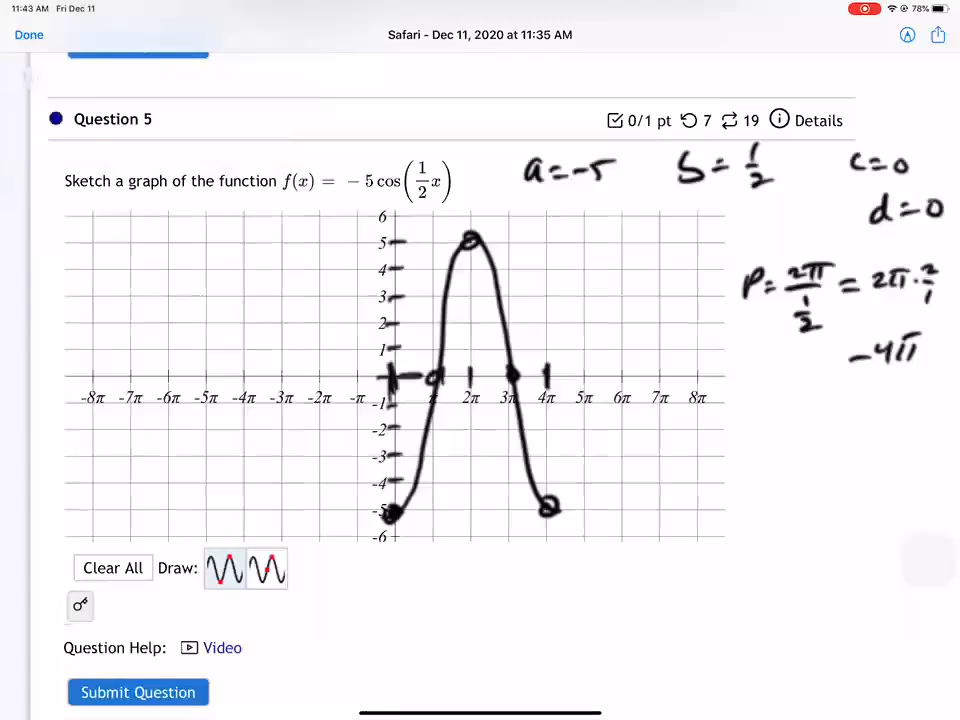 11:43 AM Fri Dec 11
78%
Done
Safari - Dec 11, 2020 at 11:35 AM
Question 5
0/1 pt 7 19 Details
Sketch a graph of the function f(x) = − 5 cos(1/2 x)
a=-5
b=1/2
c=0
d=0
P= 2π/(1/2) = 2π·2/1
-4π
6
5
4
3
2
1
-8π -7π -6π -5π -4π -3π -2π -π π 2π 3π 4π 5π 6π 7π 8π
-1
-2
-3
-4
-5
-6
Clear All Draw:
Question Help: Video
Submit Question